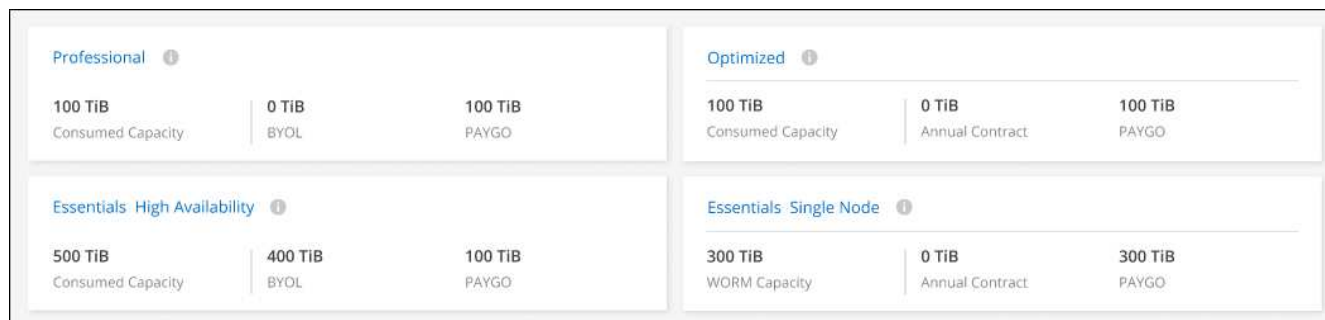 Professional
100 TiB 0 TiB 100 TiB
Consumed Capacity BYOL PAYGO
Optimized
100 TiB 0 TiB 100 TiB
Consumed Capacity Annual Contract PAYGO
Essentials High Availability
500 TiB 400 TiB 100 TiB
Consumed Capacity BYOL PAYGO
Essentials Single Node
300 TiB 0 TiB 300 TiB
WORM Capacity Annual Contract PAYGO